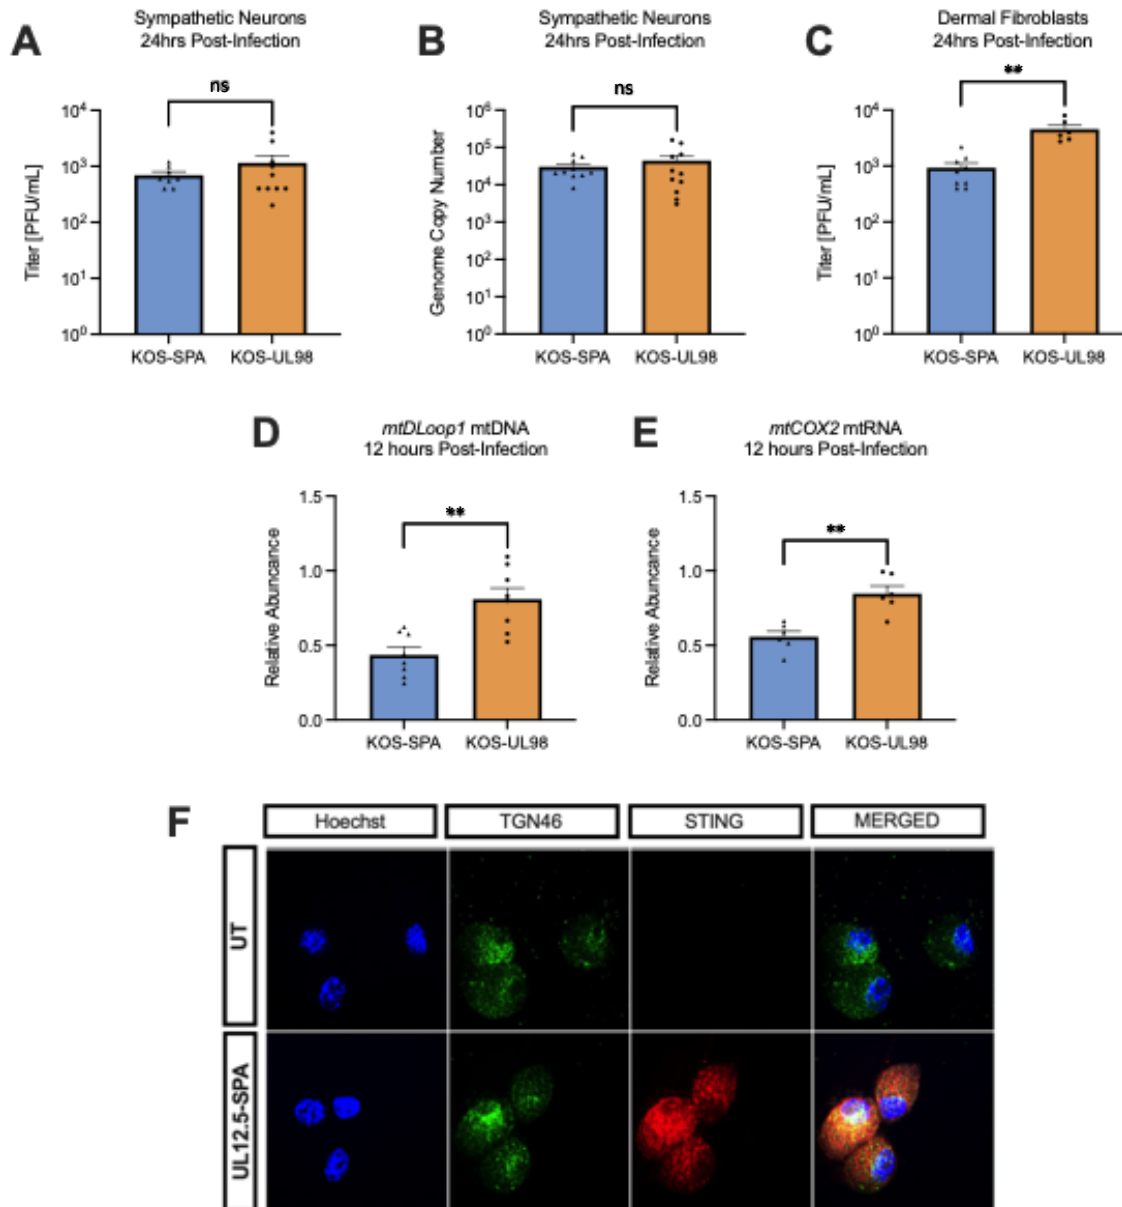 A
Sympathetic Neurons
24hrs Post-Infection
ns
Titer [PFU/mL]
10⁴
10³
10²
10¹
10⁰
KOS-SPA
KOS-UL98
B
Sympathetic Neurons
24hrs Post-Infection
ns
Genome Copy Number
10⁶
10⁵
10⁴
10³
10²
10¹
10⁰
KOS-SPA
KOS-UL98
C
Dermal Fibroblasts
24hrs Post-Infection
**
Titer [PFU/mL]
10⁴
10³
10²
10¹
10⁰
KOS-SPA
KOS-UL98
D
mtDLoop1 mtDNA
12 hours Post-Infection
**
Relative Abuncance
1.5
1.0
0.5
0.0
KOS-SPA
KOS-UL98
E
mtCOX2 mtRNA
12 hours Post-Infection
**
Relative Abundance
1.5
1.0
0.5
0.0
KOS-SPA
KOS-UL98
F
Hoechst
TGN46
STING
MERGED
UT
UL12.5-SPA